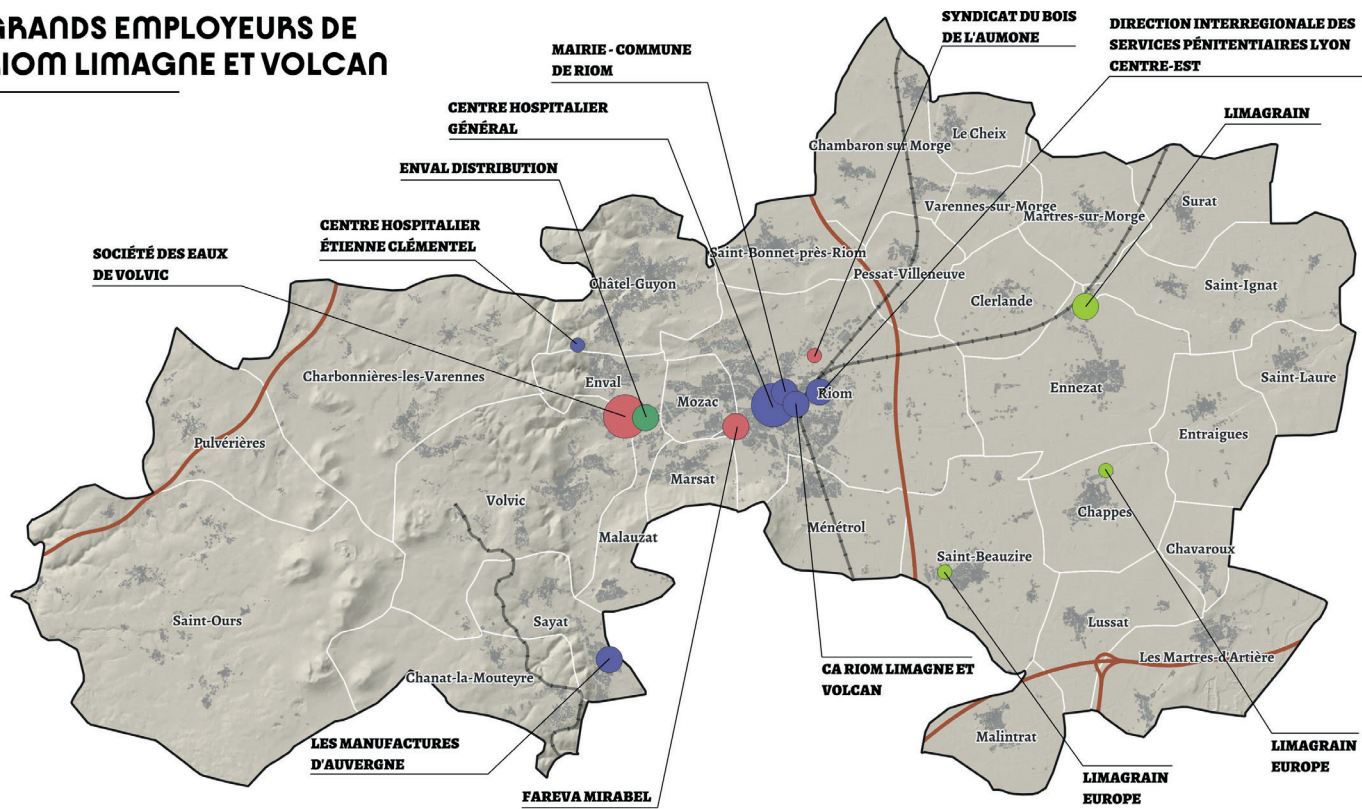 GRANDS EMPLOYEURS DE
RIOM LIMAGNE ET VOLCAN
SYNDICAT DU BOIS
DE L'AUMONE
DIRECTION INTERREGIONALE DES
SERVICES PÉNITENTIAIRES LYON
CENTRE-EST
MAIRIE - COMMUNE
DE RIOM
CENTRE HOSPITALIER
GÉNÉRAL
LIMAGRAIN
ENVAL DISTRIBUTION
CENTRE HOSPITALIER
ÉTIENNE CLÉMENTEL
SOCIÉTÉ DES EAUX
DE VOLVIC
Le Cheix
Chambaron sur Morge
Varennes-sur-Morge
Martres-sur-Morge
Surat
Saint-Bonnet-près-Riom
Pessat-Villeneuve
Châtel-Guyon
Clerlande
Saint-Ignat
Charbonnières-les-Varennes
Enval
Mozac
Riom
Ennezat
Saint-Laure
Pulvérières
Entraigues
Marsat
Volvic
Chappes
Ménétrol
Malauzat
Saint-Beauzire
Chavaroux
Saint-Ours
Sayat
Lussat
Les Martres-d'Artière
Chanat-la-Mouteyre
Malintrat
CA RIOM LIMAGNE ET
VOLCAN
LES MANUFACTURES
D'AUVERGNE
FAREVA MIRABEL
LIMAGRAIN
EUROPE
LIMAGRAIN
EUROPE